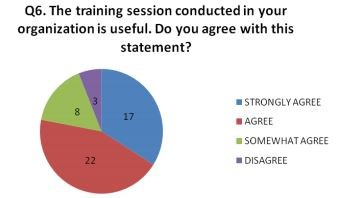 Q6. The training session conducted in your
organization is useful. Do you agree with this
statement?
3
17
8
22
STRONGLY AGREE
AGREE
SOMEWHAT AGREE
DISAGREE